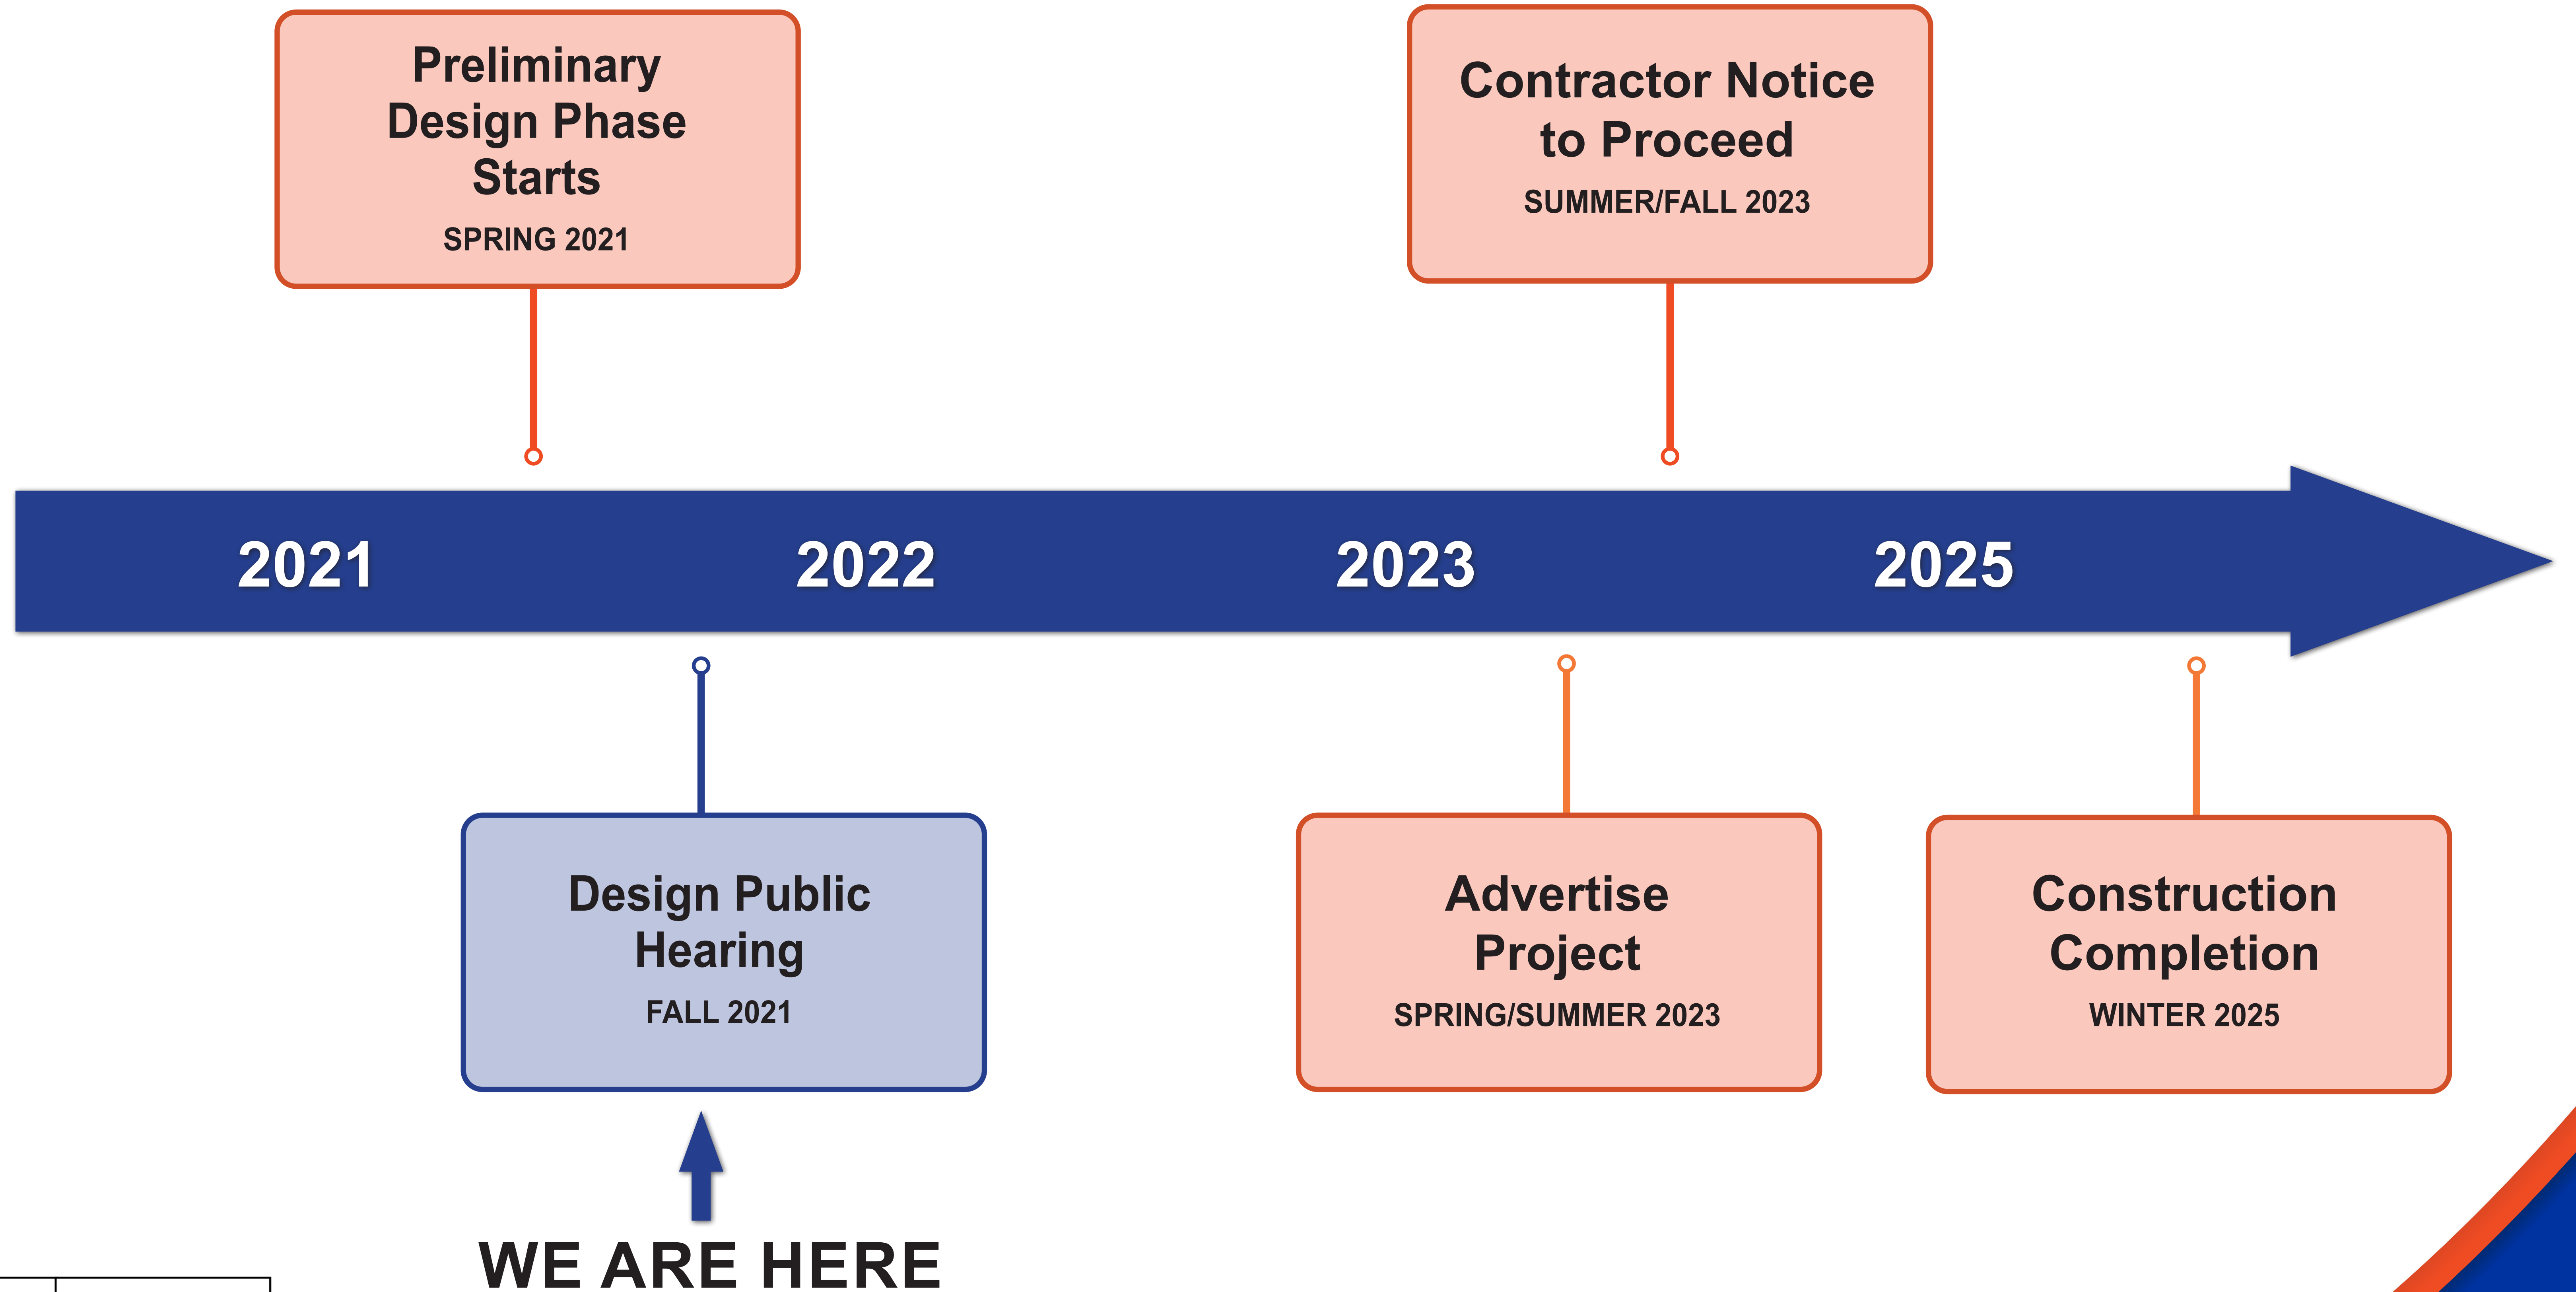 Preliminary
Design Phase
Starts
SPRING 2021
Contractor Notice
to Proceed
SUMMER/FALL 2023
2021
2022
2023
2025
Design Public
Hearing
FALL 2021
Advertise
Project
SPRING/SUMMER 2023
Construction
Completion
WINTER 2025
WE ARE HERE